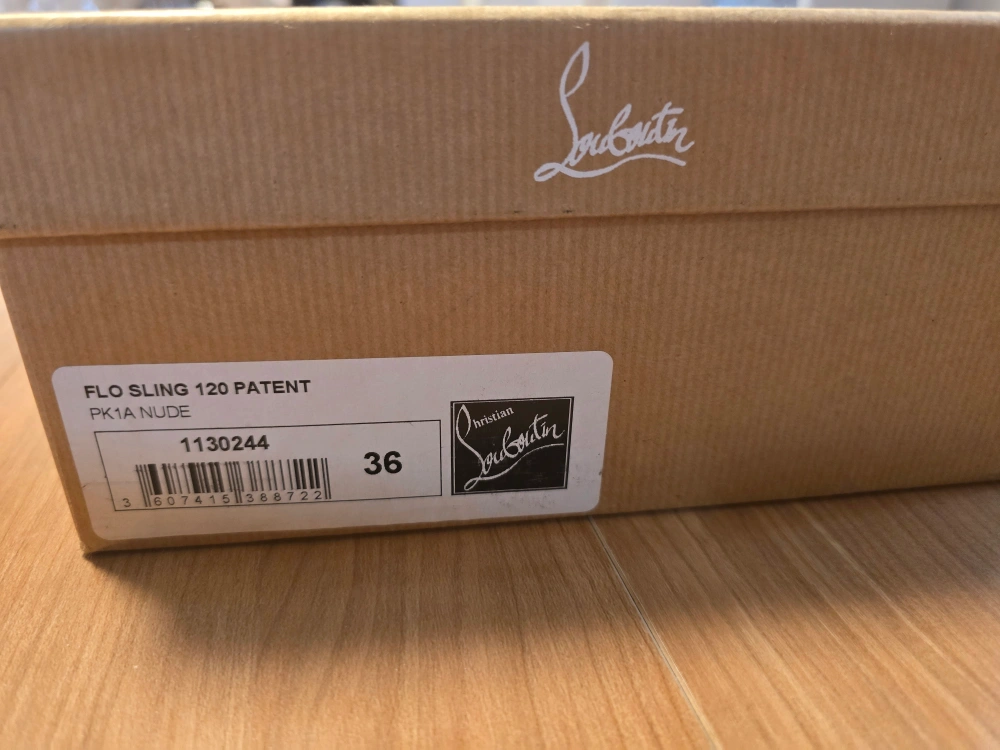 Louboutin
FLO SLING 120 PATENT
PK1A NUDE
1130244
36
3 607415 388722
Christian
Louboutin